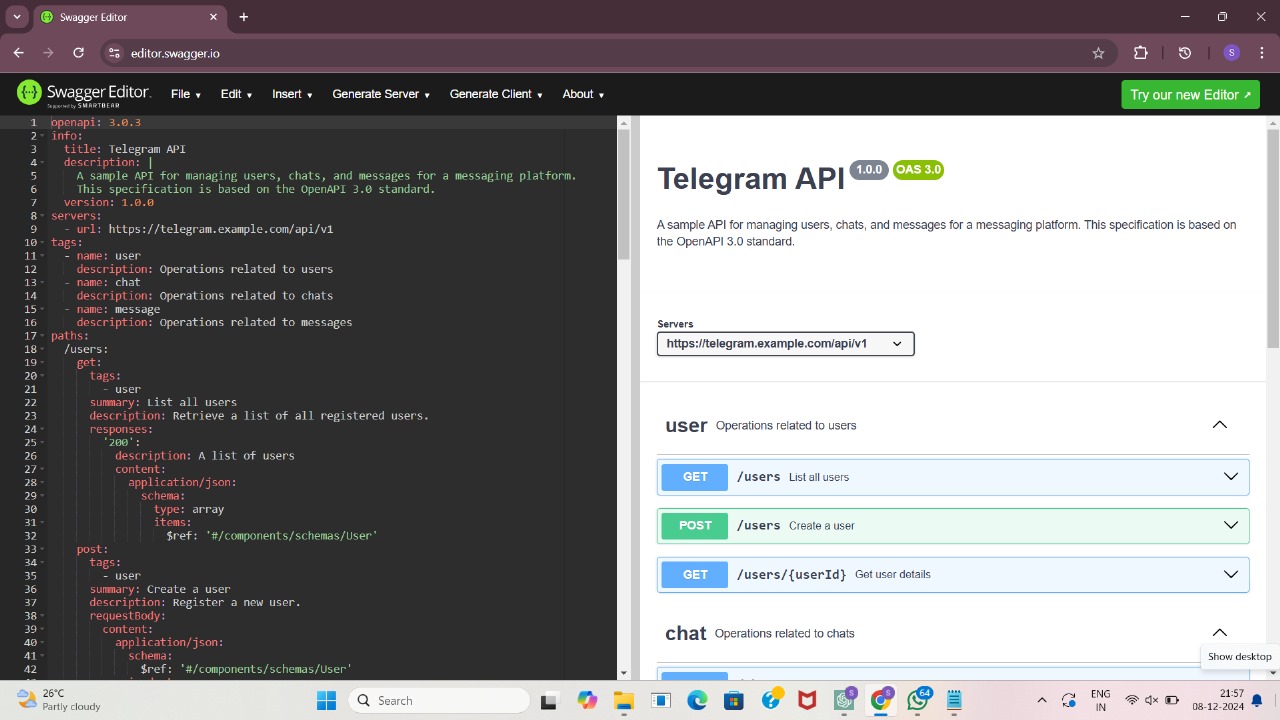 Swagger Editor
editor.swagger.io
S
Swagger Editor.
Supported by SMARTBEAR
File
Edit
Insert
Generate Server
Generate Client
About
Try our new Editor
1 openapi: 3.0.3
2 info:
3 title: Telegram API
4 description: |
5 A sample API for managing users, chats, and messages for a messaging platform.
6 This specification is based on the OpenAPI 3.0 standard.
7 version: 1.0.0
8 servers:
9 - url: https://telegram.example.com/api/v1
10 tags:
11 - name: user
12 description: Operations related to users
13 - name: chat
14 description: Operations related to chats
15 - name: message
16 description: Operations related to messages
17 paths:
18 /users:
19 get:
20 tags:
21 - user
22 summary: List all users
23 description: Retrieve a list of all registered users.
24 responses:
25 '200':
26 description: A list of users
27 content:
28 application/json:
29 schema:
30 type: array
31 items:
32 $ref: '#/components/schemas/User'
33 post:
34 tags:
35 - user
36 summary: Create a user
37 description: Register a new user.
38 requestBody:
39 content:
40 application/json:
41 schema:
42 $ref: '#/components/schemas/User'
Telegram API 1.0.0 OAS 3.0
A sample API for managing users, chats, and messages for a messaging platform. This specification is based on
the OpenAPI 3.0 standard.
Servers
https://telegram.example.com/api/v1
user Operations related to users
GET /users List all users
POST /users Create a user
GET /users/{userId} Get user details
chat Operations related to chats
Show desktop
26°C
Partly cloudy
Search
S
S
64
ENG
IN
21:57
08-12-2024